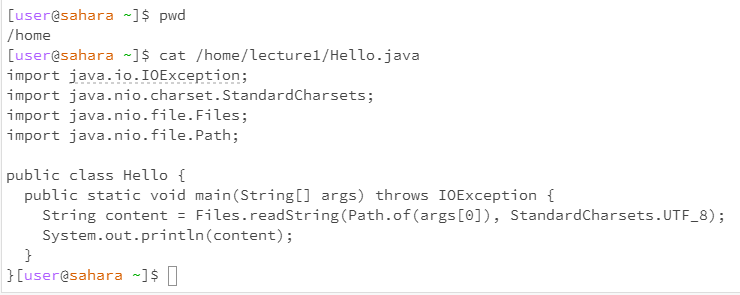 [user@sahara ~]$ pwd
/home
[user@sahara ~]$ cat /home/lecture1/Hello.java
import java.io.IOException;
import java.nio.charset.StandardCharsets;
import java.nio.file.Files;
import java.nio.file.Path;

public class Hello {
  public static void main(String[] args) throws IOException {
    String content = Files.readString(Path.of(args[0]), StandardCharsets.UTF_8);
    System.out.println(content);
  }
}[user@sahara ~]$